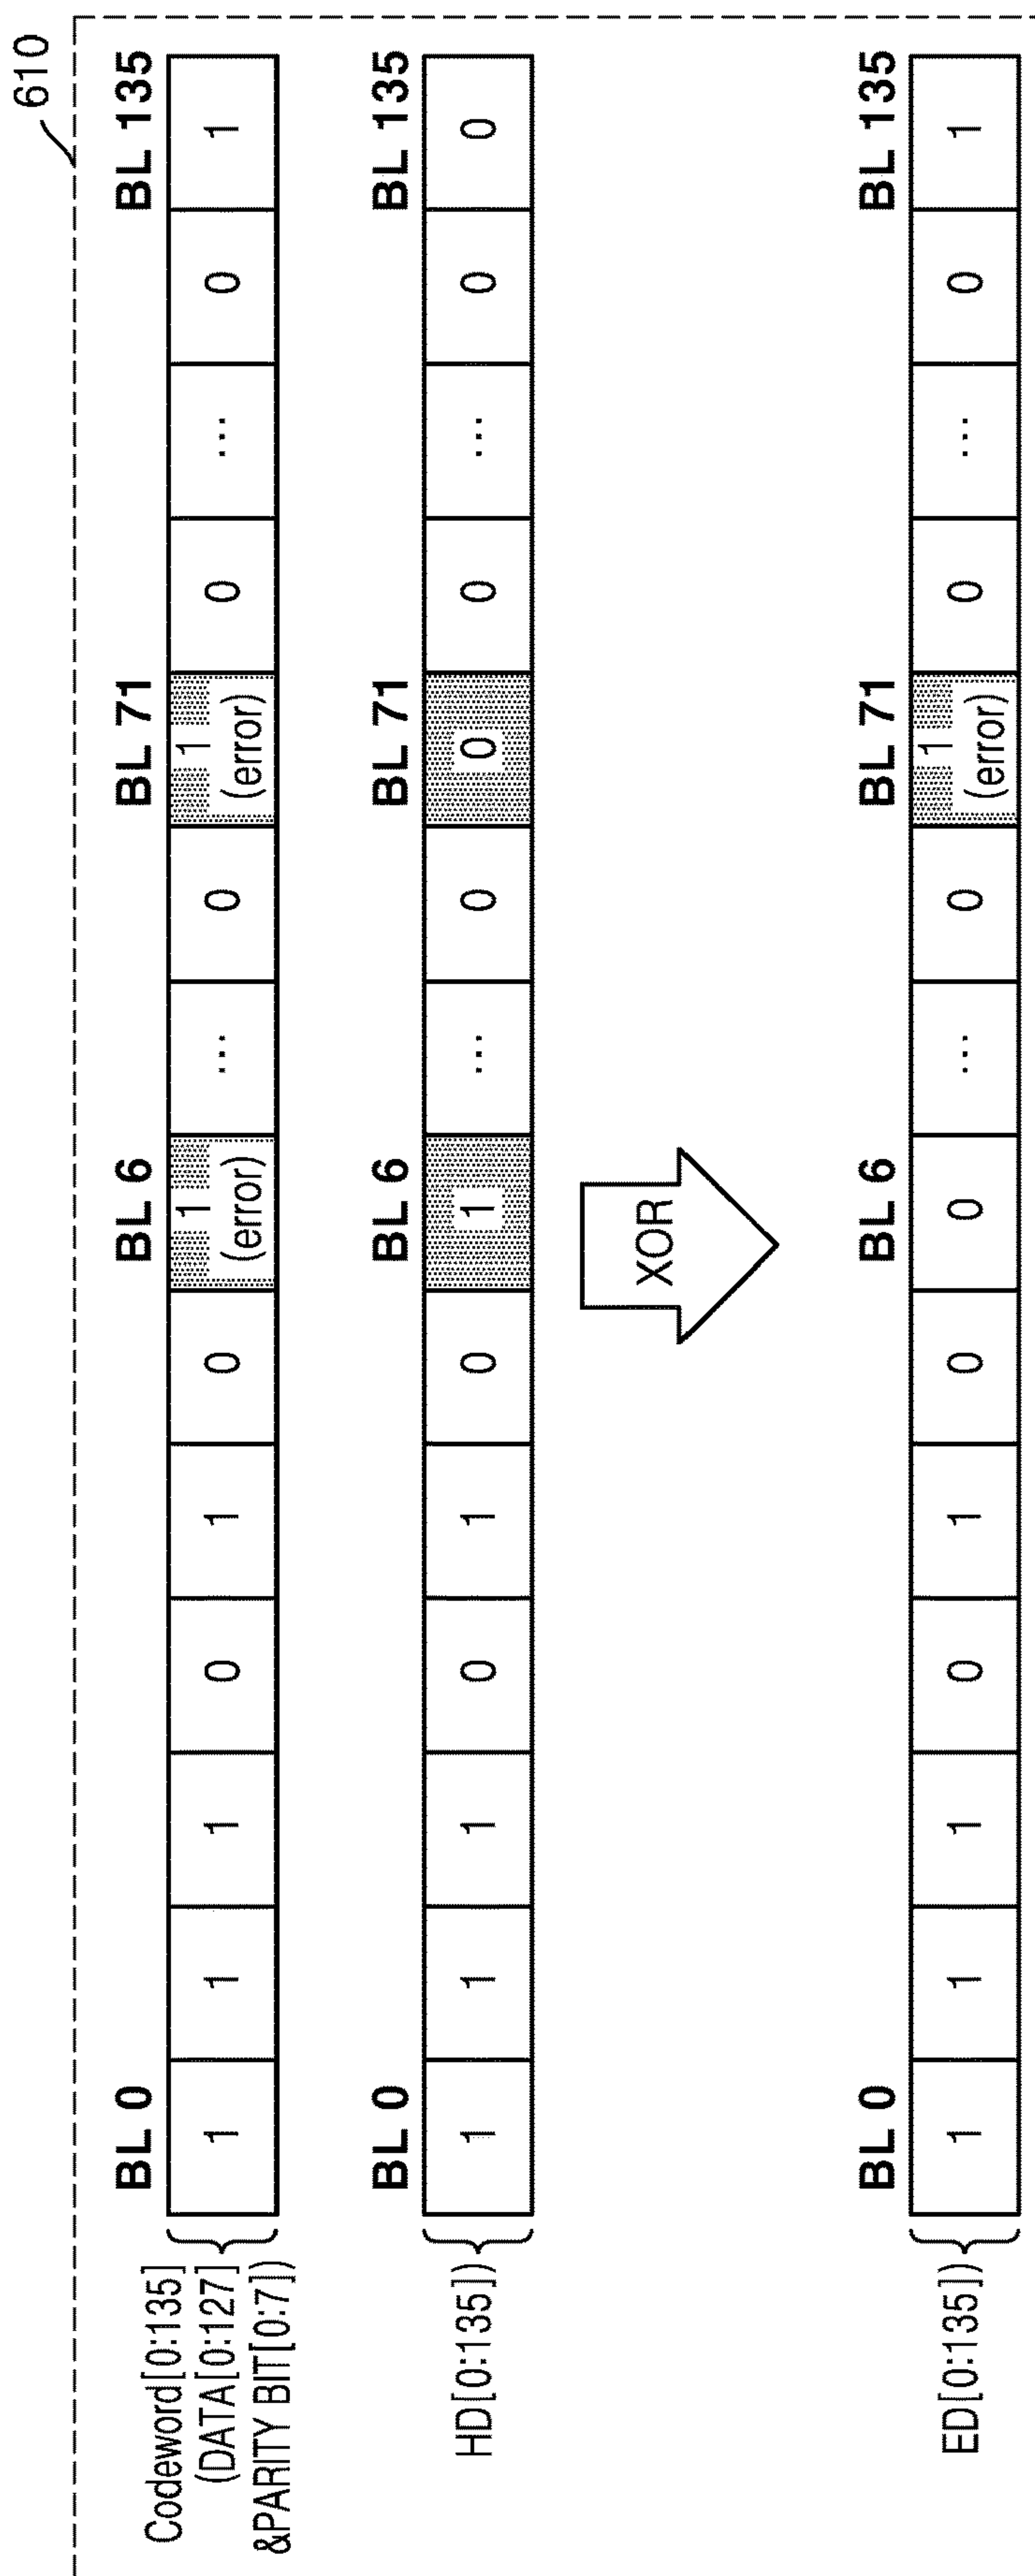 610
BL 0 BL 6 BL 71 BL 135
Codeword[0:135]
(DATA[0:127]
&PARITY BIT[0:7])
1 1 1 0 1 0 1 ... 0 1 0 ... 0 1
(error) (error)
BL 0 BL 6 BL 71 BL 135
HD[0:135])
1 1 1 0 1 0 1 ... 0 0 0 ... 0 0
XOR
BL 0 BL 6 BL 71 BL 135
ED[0:135])
1 1 1 0 1 0 0 ... 0 1 0 ... 0 1
(error)